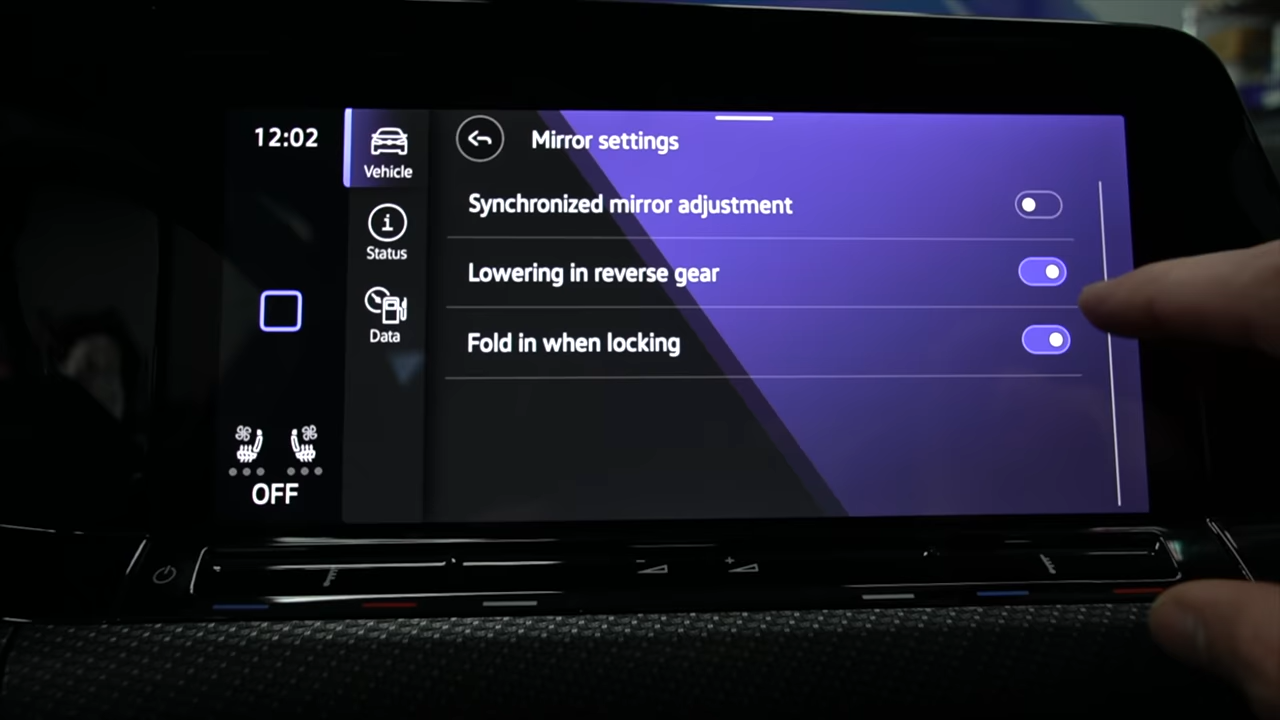 12:02
Vehicle
Status
Data
OFF
Mirror settings
Synchronized mirror adjustment
Lowering in reverse gear
Fold in when locking